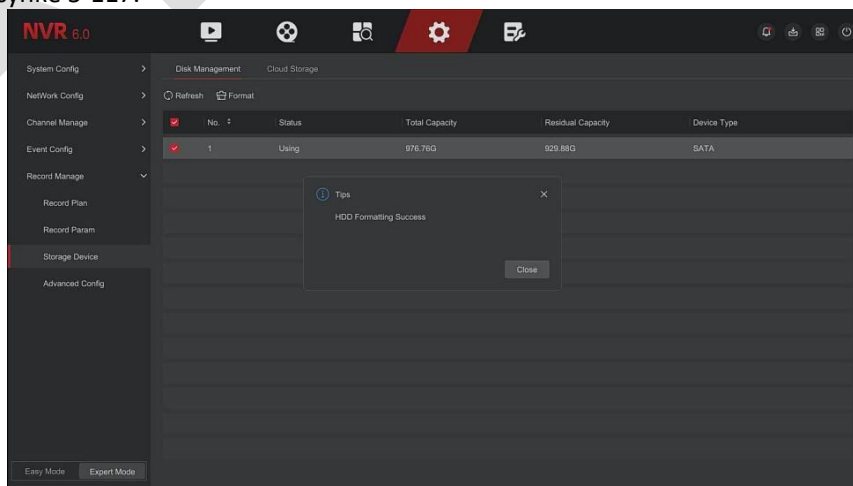 NVR 6.0
System Config
Disk Management Cloud Storage
NetWork Config
Refresh Format
Channel Manage
No. Status Total Capacity Residual Capacity Device Type
Event Config
1 Using 976.76G 929.88G SATA
Record Manage
Tips
Record Plan
HDD Formatting Success
Record Param
Storage Device
Close
Advanced Config
Easy Mode Expert Mode